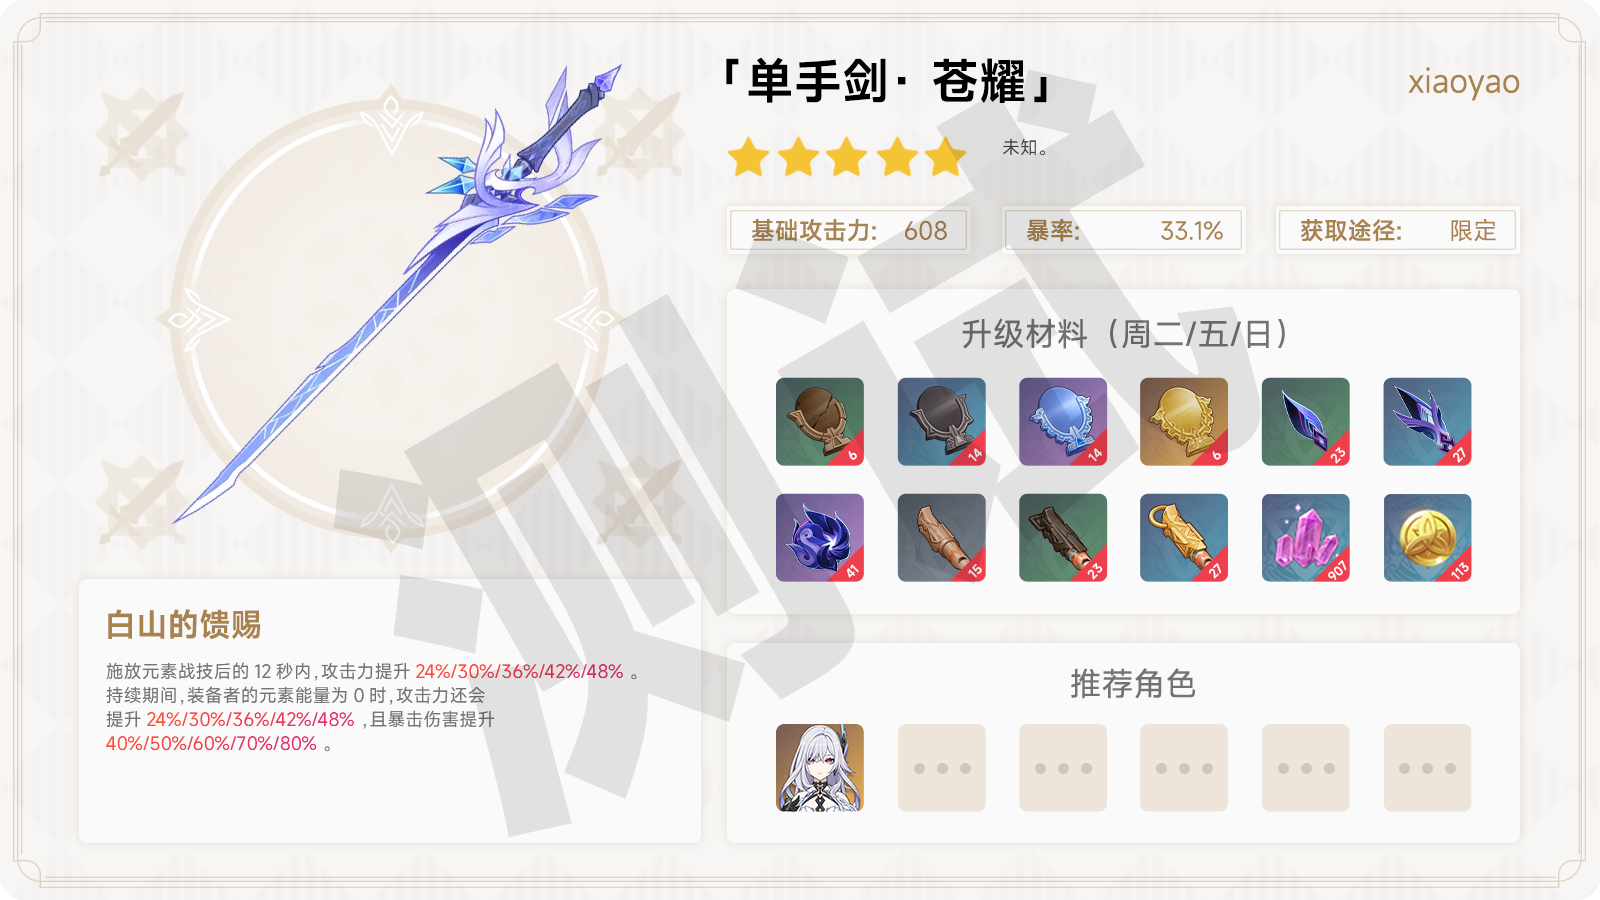 「单手剑· 苍耀」
xiaoyao
未知。
基础攻击力: 608
暴率: 33.1%
获取途径: 限定
升级材料（周二/五/日）
6
14
14
6
23
27
41
15
23
27
907
113
白山的馈赐
施放元素战技后的 12 秒内,攻击力提升 24%/30%/36%/42%/48% 。
持续期间,装备者的元素能量为 0 时,攻击力还会
提升 24%/30%/36%/42%/48% ,且暴击伤害提升
40%/50%/60%/70%/80% 。
推荐角色
测试